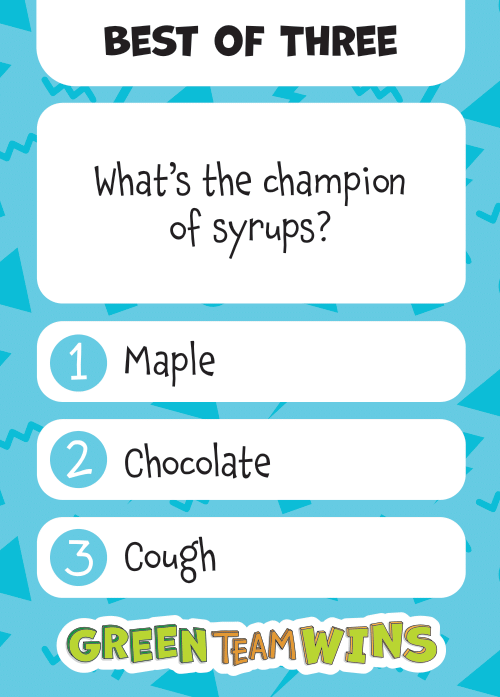 BEST OF THREE
What's the champion
of syrups?
1 Maple
2 Chocolate
3 Cough
GREEN TEAM WINS